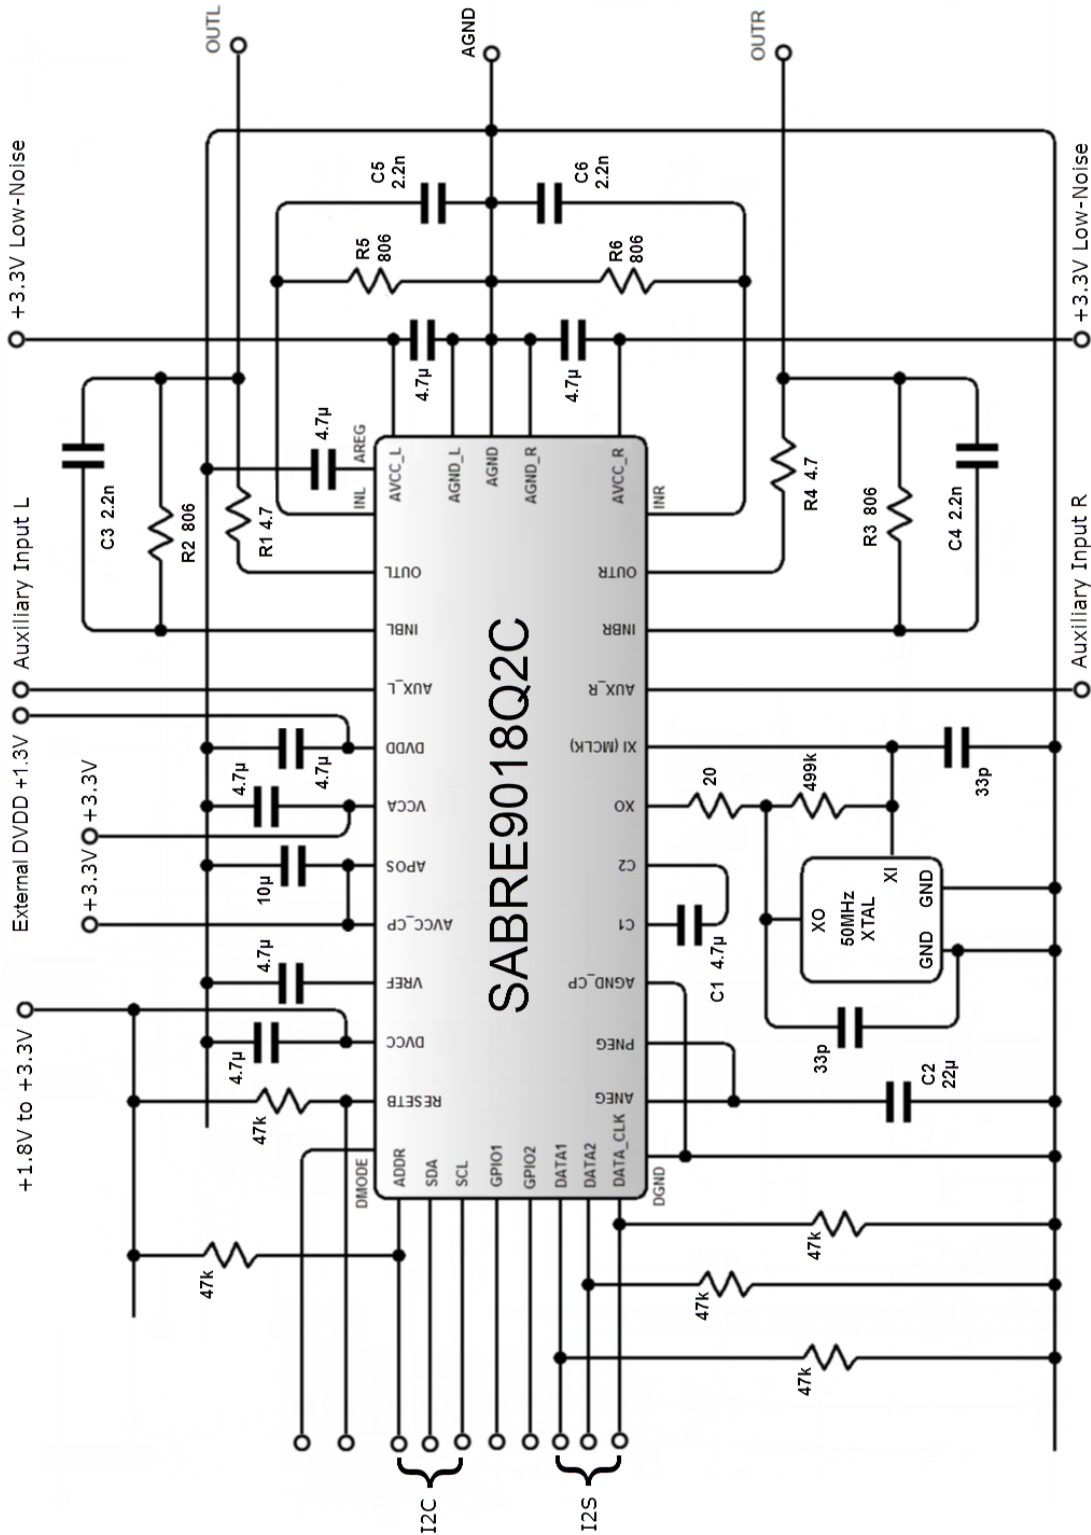 OUTL
AGND
OUTR
+3.3V Low-Noise
+3.3V Low-Noise
C5
2.2n
C6
2.2n
R5
806
R6
806
4.7µ
4.7µ
4.7µ
C3 2.2n
R2 806
R1 4.7
R4 4.7
R3 806
C4 2.2n
AREG
INL
AVCC_L
AGND_L
AGND
AGND_R
AVCC_R
INR
OUTL
OUTR
INBL
INBR
Auxiliary Input L
Auxiliary Input R
AUX_L
AUX_R
External DVDD +1.3V
DVDD
XI (MCLK)
4.7µ
4.7µ
33p
+3.3V
VCCA
XO
20
499k
+3.3V
10µ
APOS
C2
AVCC_CP
C1
C1 4.7µ
XO
50MHz
XTAL
XI
GND
GND
4.7µ
VREF
AGND_CP
SABRE9018Q2C
+1.8V to +3.3V
4.7µ
DVCC
PNEG
33p
47k
RESETB
ANEG
C2
22µ
DMODE
ADDR
SDA
SCL
GPIO1
GPIO2
DATA1
DATA2
DATA_CLK
DGND
47k
47k
47k
47k
I2C
I2S